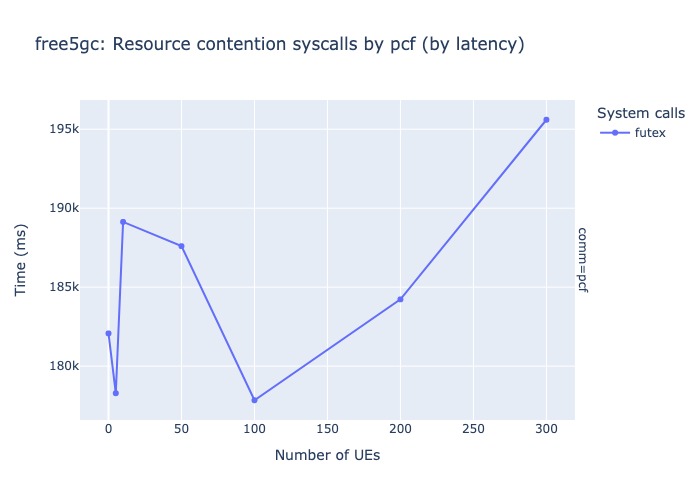 free5gc: Resource contention syscalls by pcf (by latency)
System calls
futex
195k
190k
185k
180k
Time (ms)
comm=pcf
0 50 100 150 200 250 300
Number of UEs